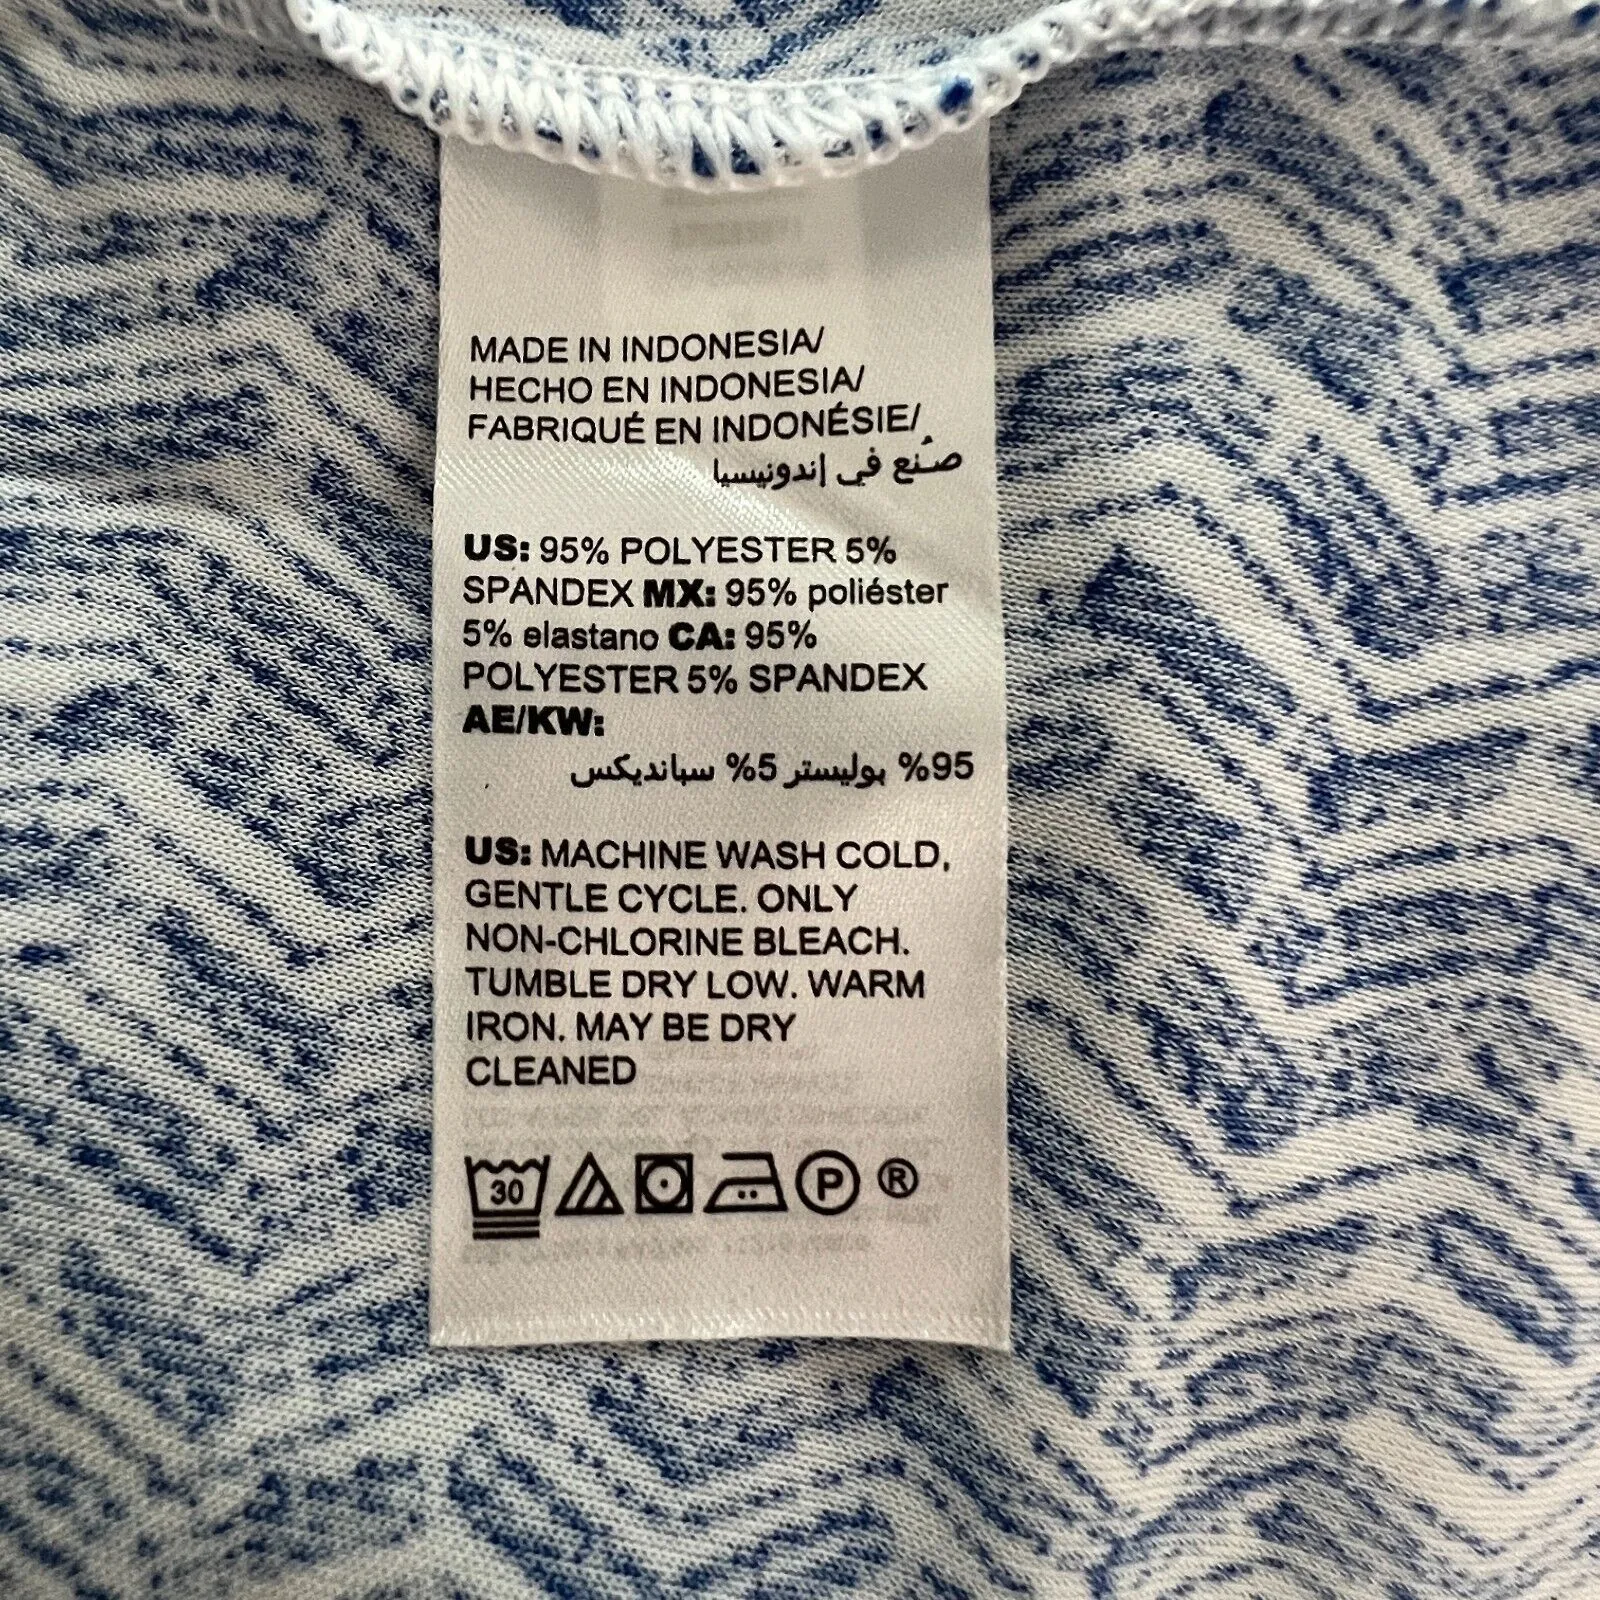 MADE IN INDONESIA/
HECHO EN INDONESIA/
FABRIQUÉ EN INDONÉSIE/
صُنع في إندونيسيا
US: 95% POLYESTER 5%
SPANDEX MX: 95% poliéster
5% elastano CA: 95%
POLYESTER 5% SPANDEX
AE/KW:
95% بوليستر 5% سبانديكس
US: MACHINE WASH COLD,
GENTLE CYCLE. ONLY
NON-CHLORINE BLEACH.
TUMBLE DRY LOW. WARM
IRON. MAY BE DRY
CLEANED
30 P ®